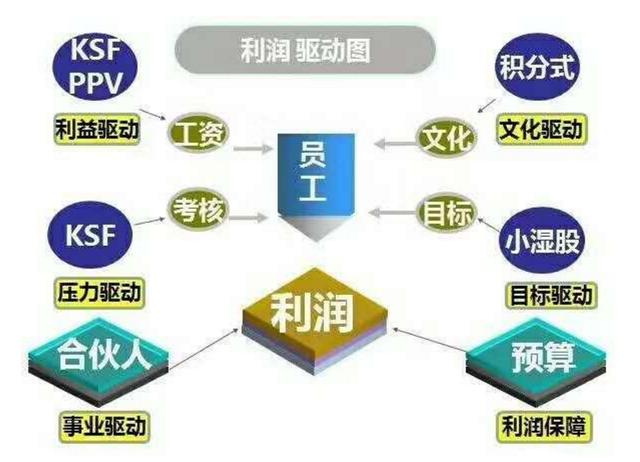 利润 驱动图
KSF
PPV
利益驱动
工资
员
工
文化
积分式
文化驱动
KSF
压力驱动
考核
目标
小湿股
目标驱动
合伙人
事业驱动
利润
预算
利润保障